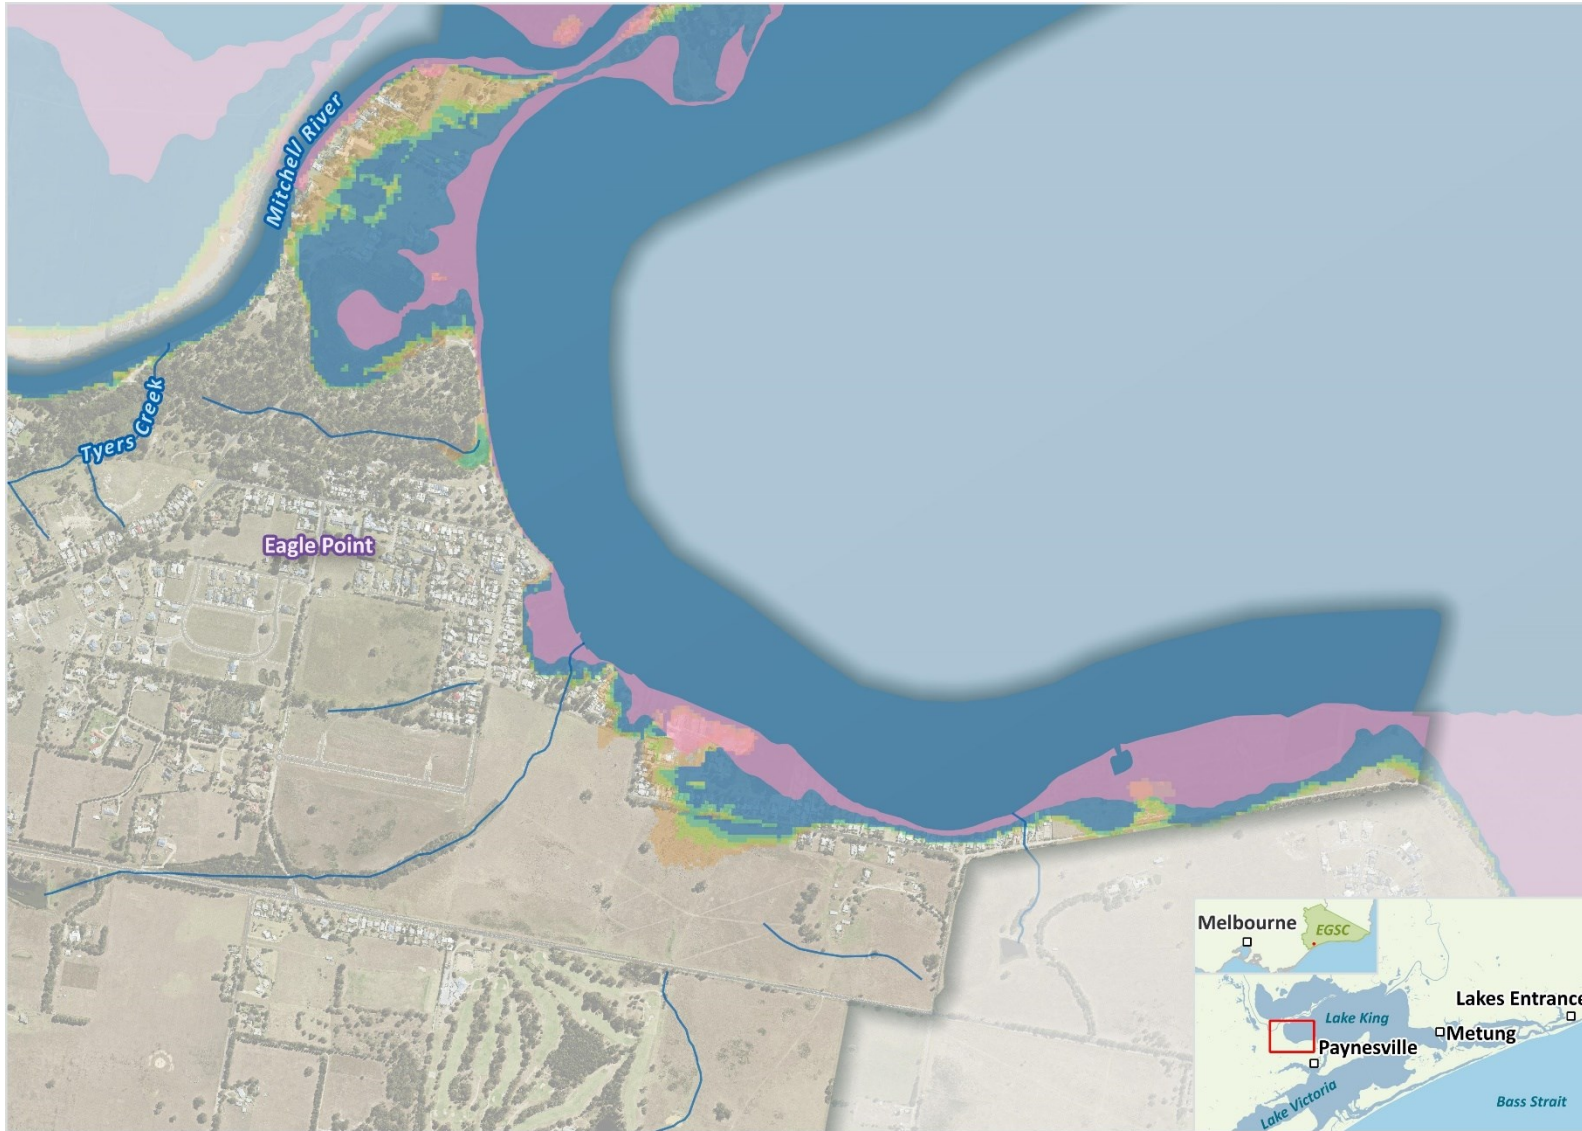 Mitchell River
Tyers Creek
Eagle Point
Melbourne
EGSC
Lakes Entrance
Lake King
Metung
Paynesville
Lake Victoria
Bass Strait